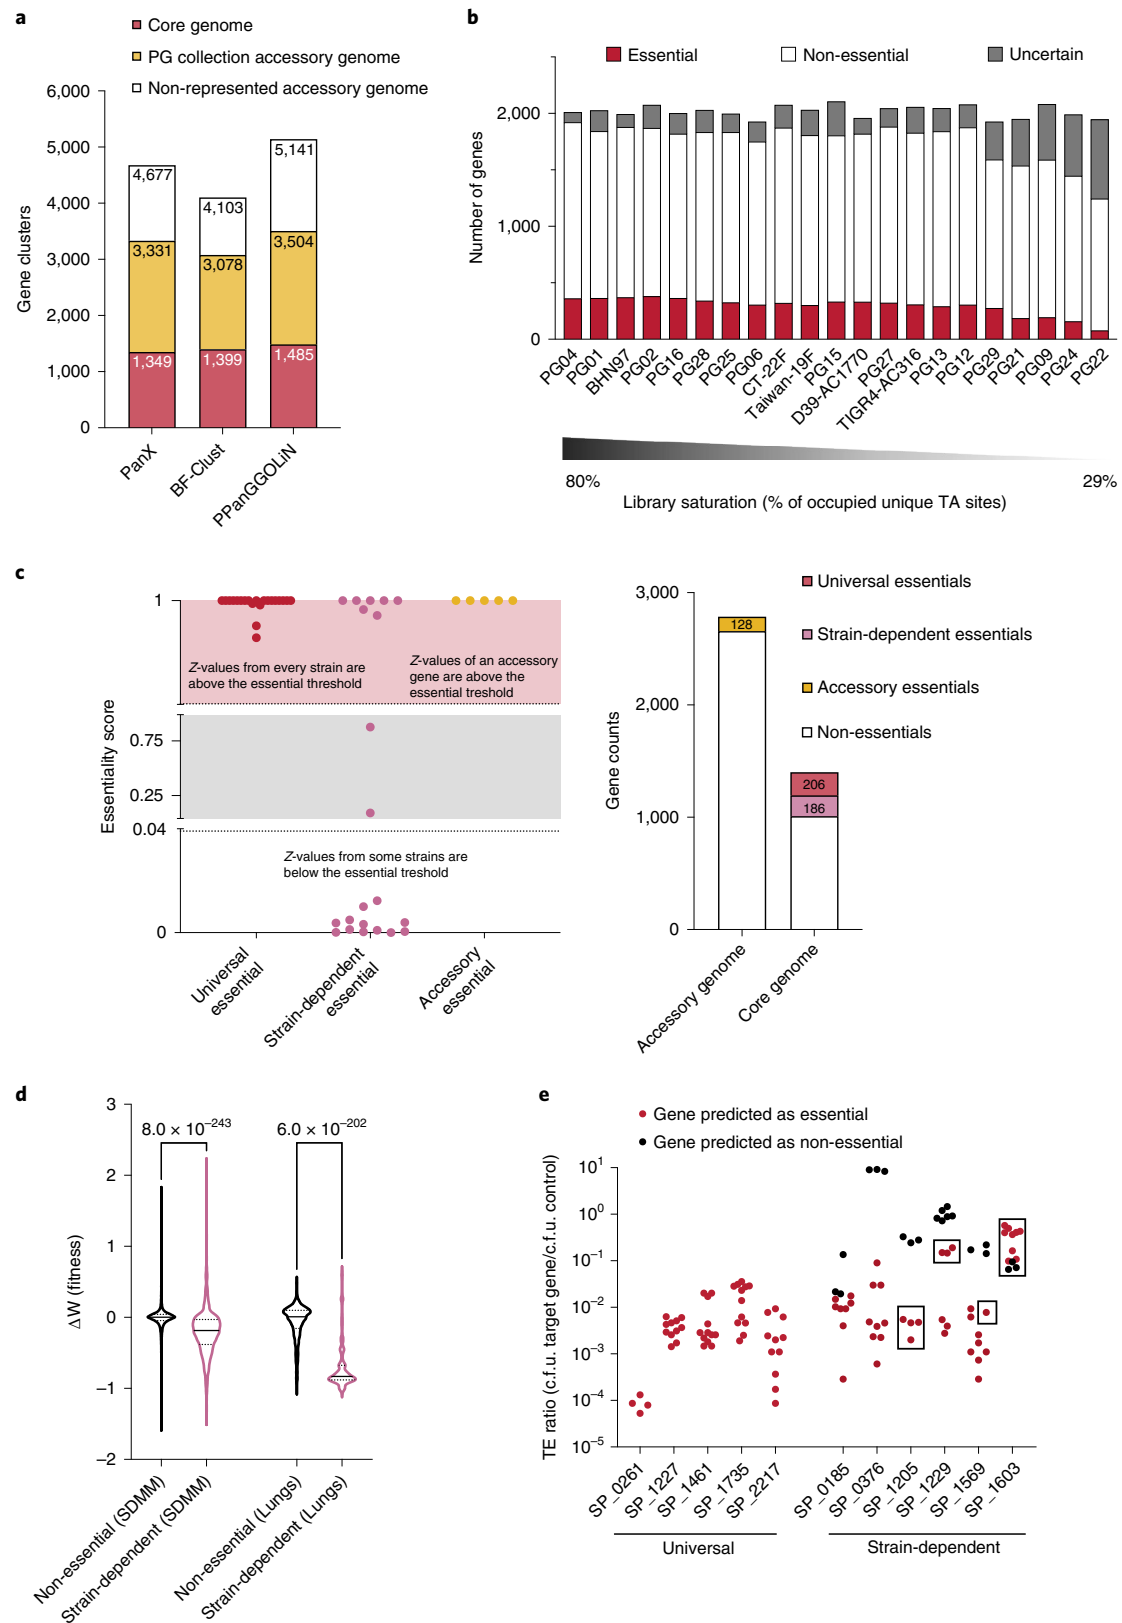 a
Core genome
PG collection accessory genome
Non-represented accessory genome
6,000
5,000
4,000
3,000
2,000
1,000
0
Gene clusters
4,677
3,331
1,349
4,103
3,078
1,399
5,141
3,504
1,485
PanX
BF-Clust
PPanGGOLiN
b
Essential
Non-essential
Uncertain
2,000
1,000
0
Number of genes
PG04
PG01
BHN97
PG02
PG16
PG28
PG25
PG06
CT-22F
Taiwan-19F
PG15
D39-AC1770
PG27
TIGR4-AC316
PG13
PG12
PG29
PG21
PG09
PG24
PG22
80%
29%
Library saturation (% of occupied unique TA sites)
c
1
0.75
0.25
0.04
0
Essentiality score
Z-values from every strain are
above the essential threshold
Z-values of an accessory
gene are above the
essential treshold
Z-values from some strains are
below the essential treshold
Universal
essential
Strain-dependent
essential
Accessory
essential
Universal essentials
Strain-dependent essentials
Accessory essentials
Non-essentials
3,000
2,000
1,000
0
Gene counts
128
206
186
Accessory genome
Core genome
d
3
2
1
0
−1
−2
ΔW (fitness)
8.0 × 10⁻²⁴³
6.0 × 10⁻²⁰²
Non-essential (SDMM)
Strain-dependent (SDMM)
Non-essential (Lungs)
Strain-dependent (Lungs)
e
Gene predicted as essential
Gene predicted as non-essential
10¹
10⁰
10⁻¹
10⁻²
10⁻³
10⁻⁴
10⁻⁵
TE ratio (c.f.u. target gene/c.f.u. control)
SP_0261
SP_1227
SP_1461
SP_1735
SP_2217
SP_0185
SP_0376
SP_1205
SP_1229
SP_1569
SP_1603
Universal
Strain-dependent